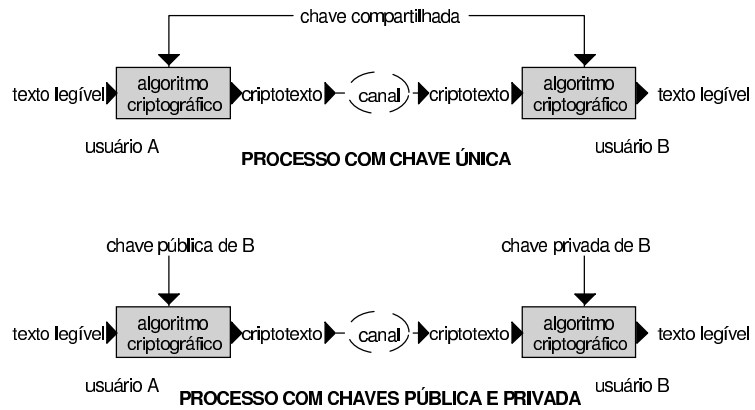 chave compartilhada
texto legível algoritmo criptográfico criptotexto canal criptotexto algoritmo criptográfico texto legível
usuário A usuário B
PROCESSO COM CHAVE ÚNICA
chave pública de B chave privada de B
texto legível algoritmo criptográfico criptotexto canal criptotexto algoritmo criptográfico texto legível
usuário A usuário B
PROCESSO COM CHAVES PÚBLICA E PRIVADA